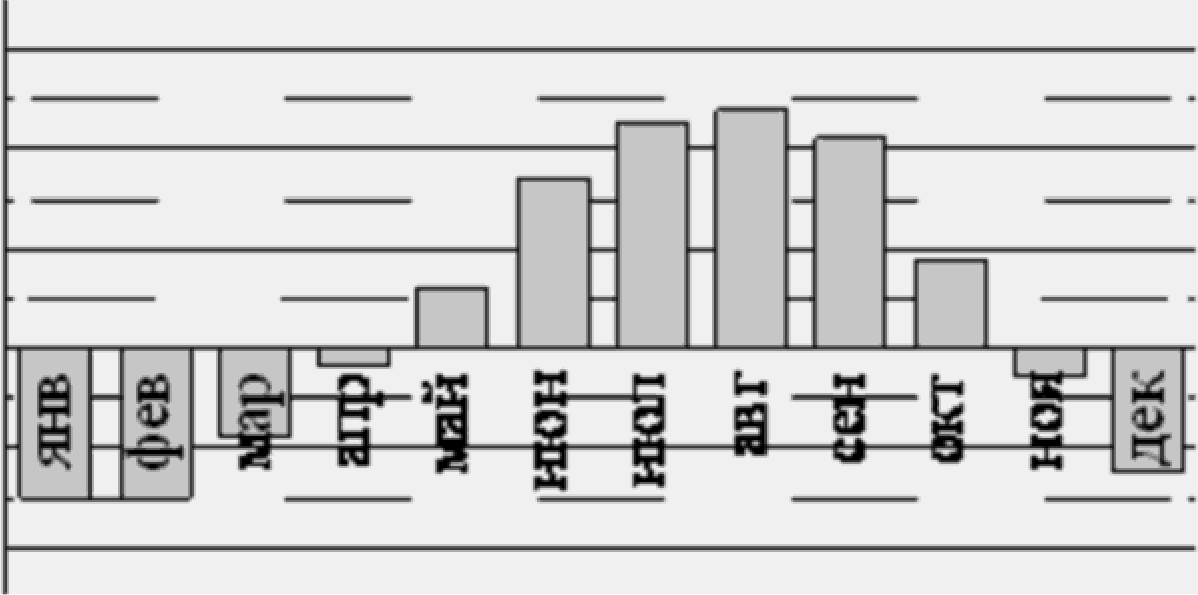 янв
фев
мар
апр
май
июн
июл
авг
сен
окт
ноя
дек